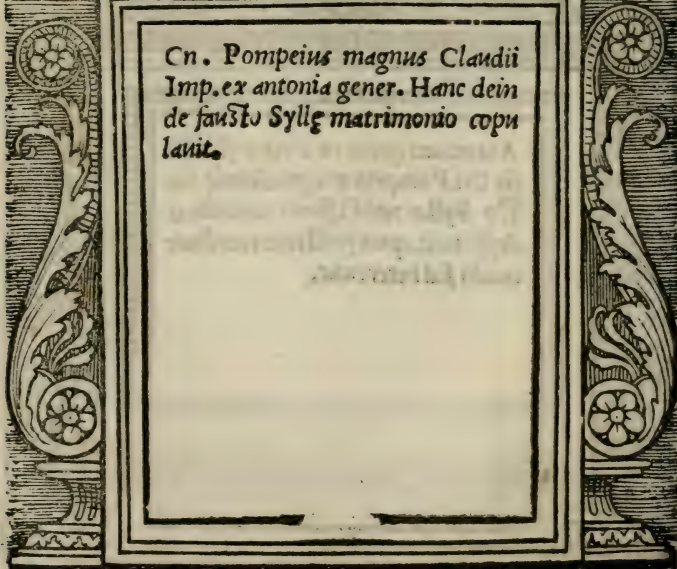 Cn. Pompeius magnus Claudii
Imp. ex antonia gener. Hanc dein
de fausto Syllę matrimonio copu
lauit.